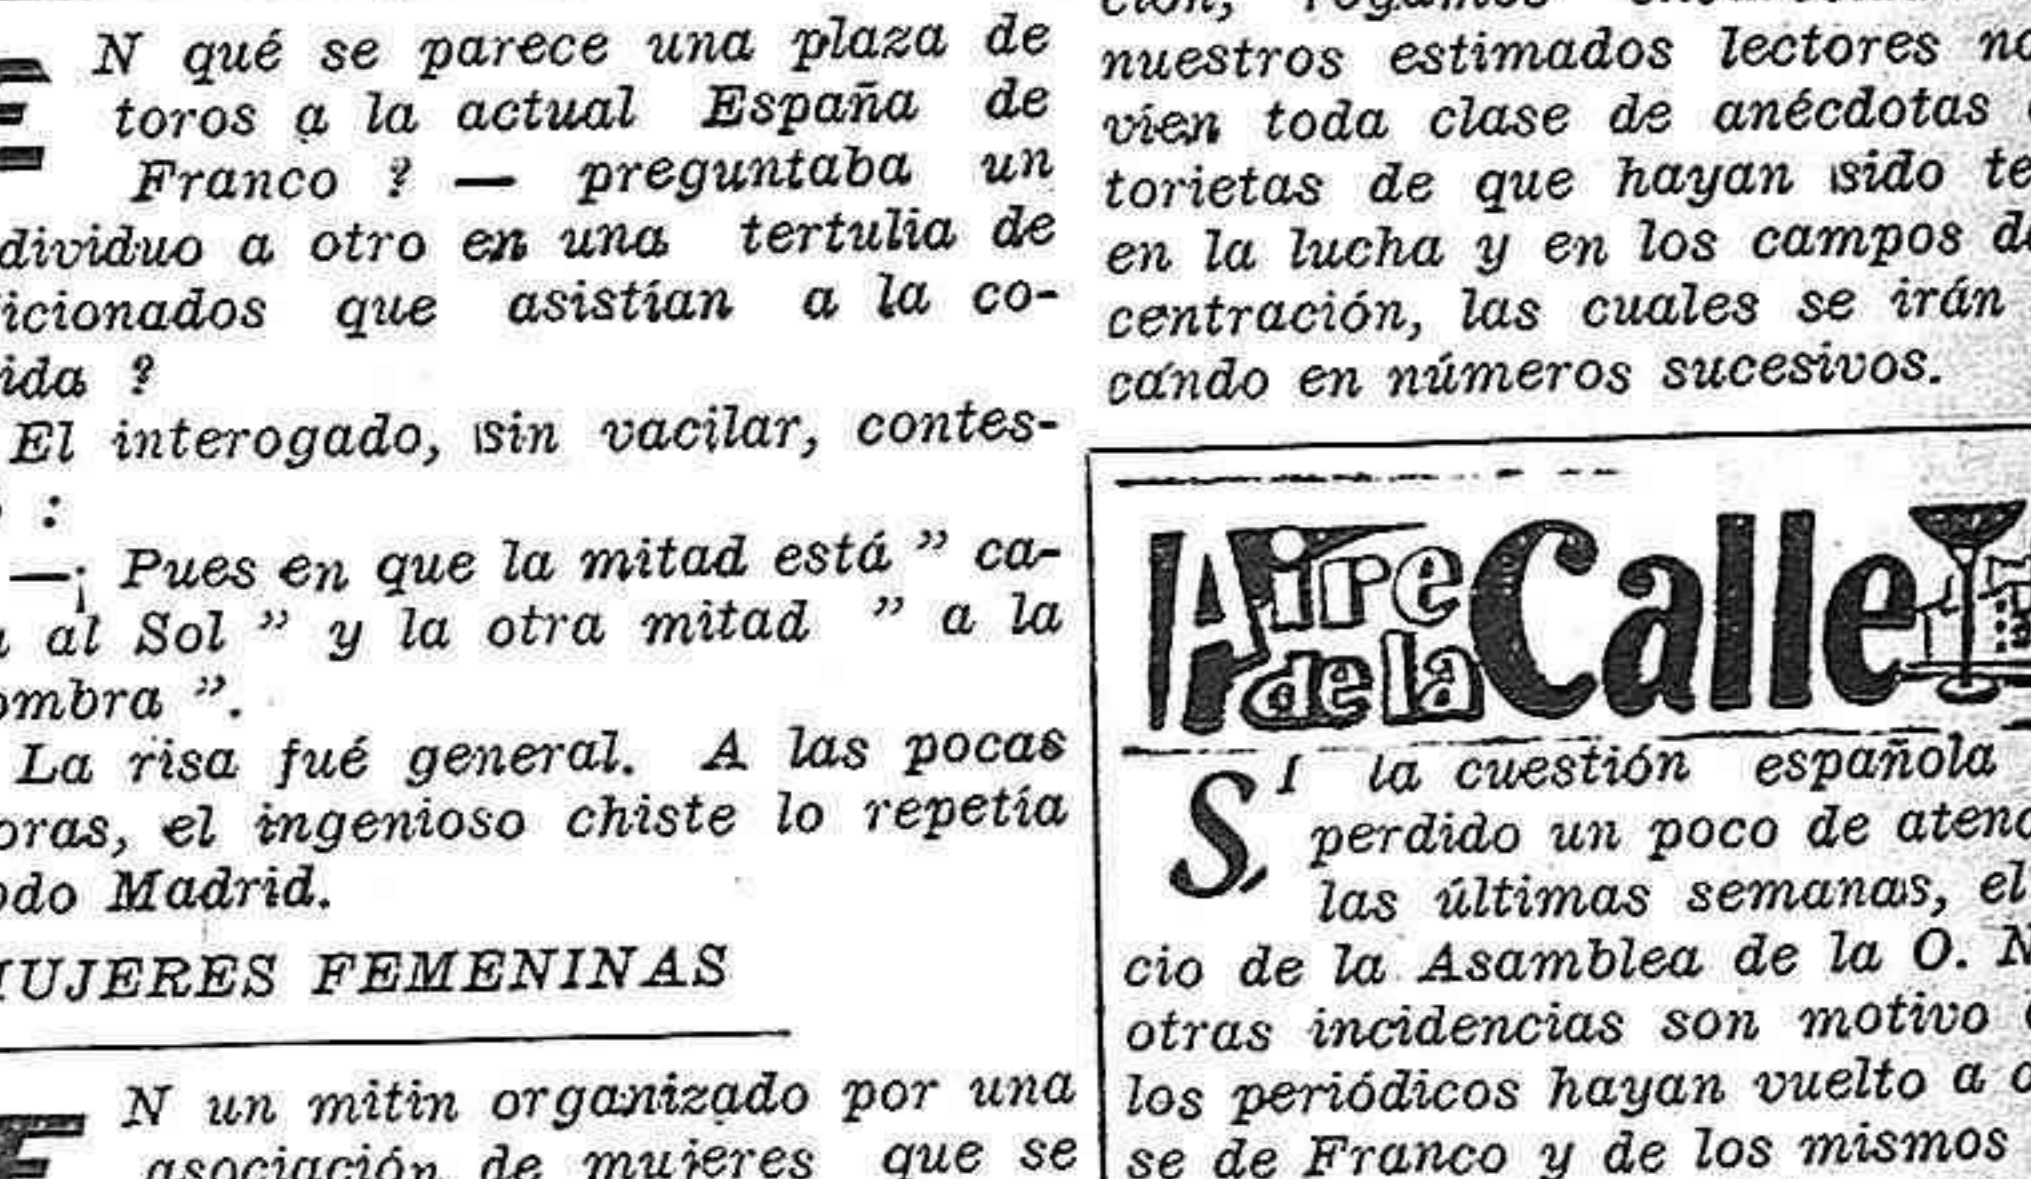 EN qué se parece una plaza de
toros a la actual España de
Franco ? — preguntaba un
dividuo a otro en una tertulia de
icionados que asistían a la co-
ida ?
El interogado, sin vacilar, contes-
:
—¡ Pues en que la mitad está ” ca-
al Sol ” y la otra mitad ” a la
ombra ”.
La risa fué general. A las pocas
oras, el ingenioso chiste lo repetía
odo Madrid.
MUJERES FEMENINAS
EN un mitin organizado por una
asociación de mujeres que se
nuestros estimados lectores no
vien toda clase de anécdotas
torietas de que hayan sido te
en la lucha y en los campos de
centración, las cuales se irán
cando en números sucesivos.
Aire de la Calle
SI la cuestión española
perdido un poco de atenc
las últimas semanas, el
cio de la Asamblea de la O. N
otras incidencias son motivo
los periódicos hayan vuelto a
se de Franco y de los mismos